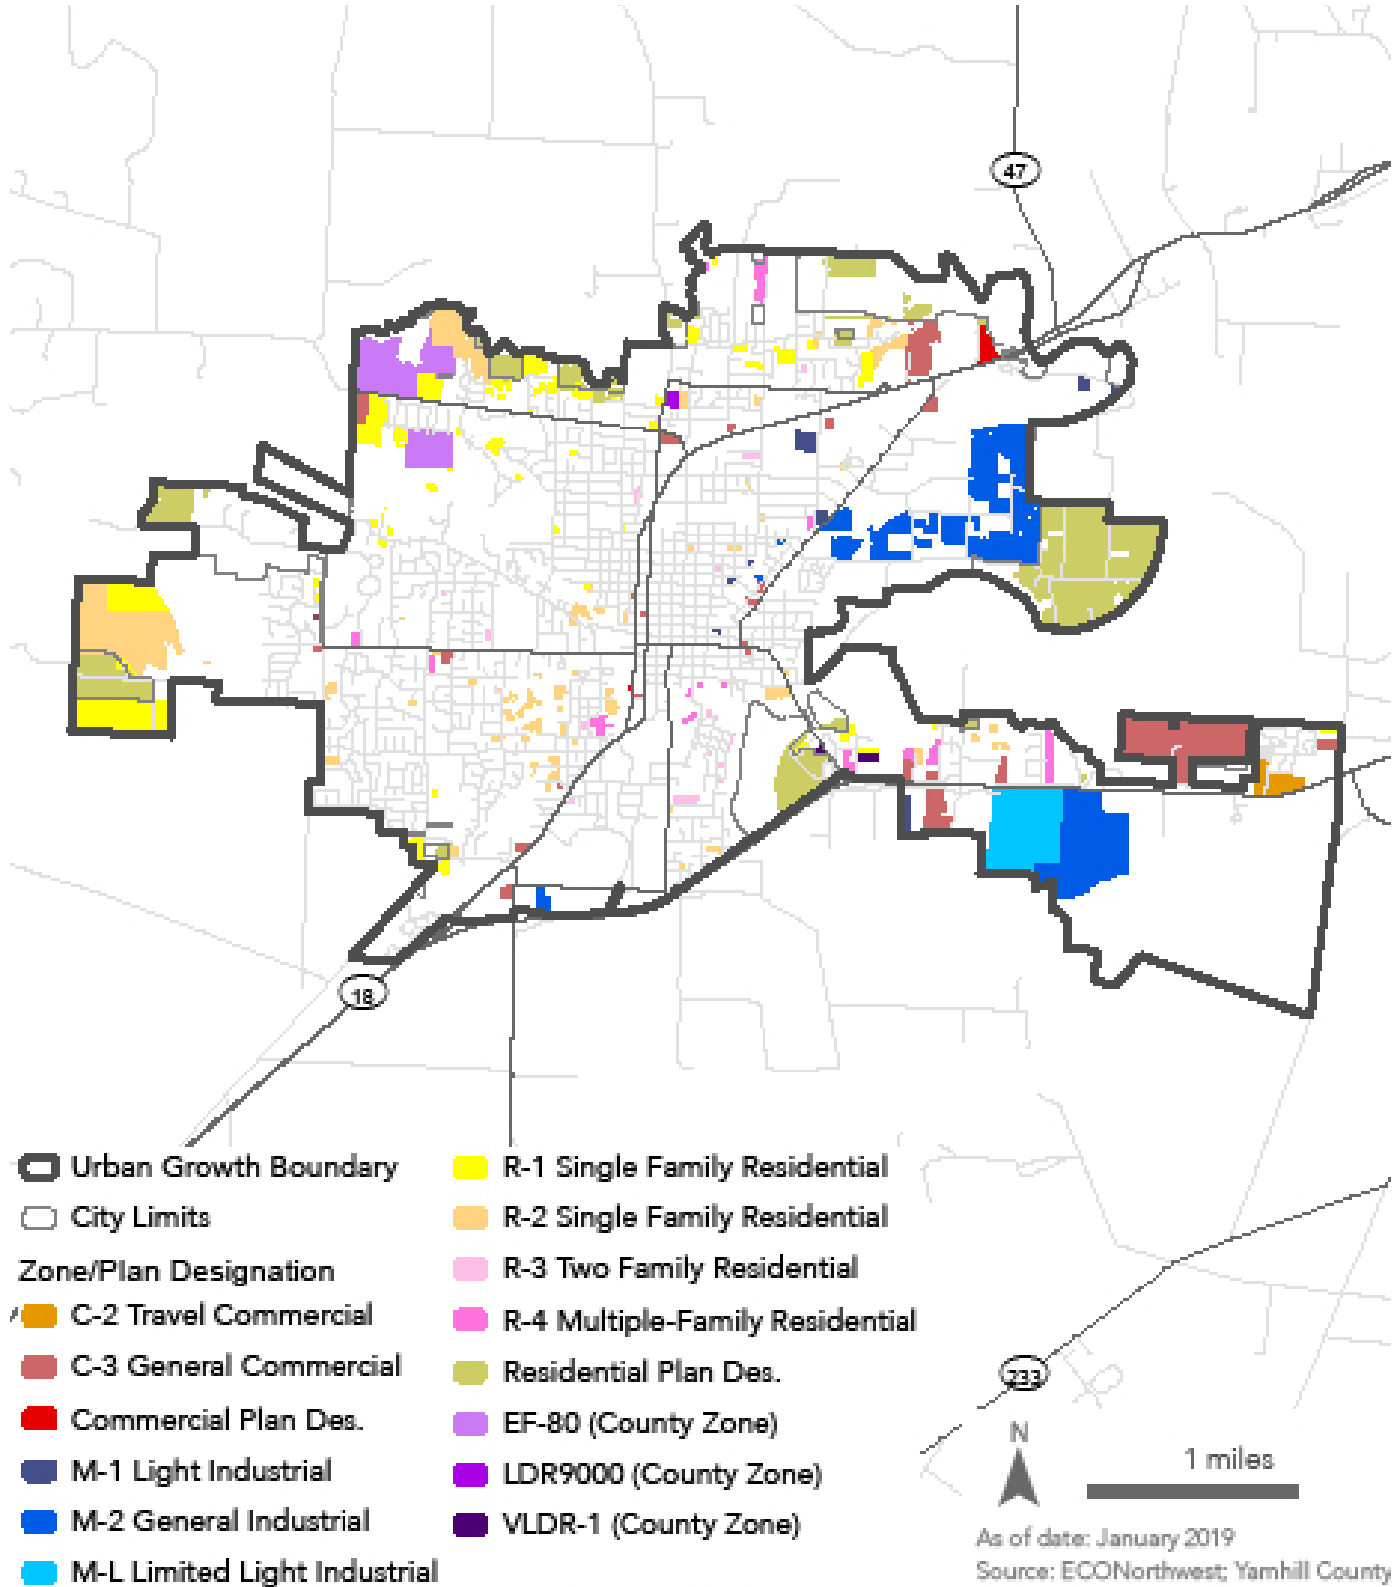 47
18
Urban Growth Boundary
City Limits
Zone/Plan Designation
C-2 Travel Commercial
C-3 General Commercial
Commercial Plan Des.
M-1 Light Industrial
M-2 General Industrial
M-L Limited Light Industrial
R-1 Single Family Residential
R-2 Single Family Residential
R-3 Two Family Residential
R-4 Multiple-Family Residential
Residential Plan Des.
EF-80 (County Zone)
LDR9000 (County Zone)
VLDR-1 (County Zone)
233
N
1 miles
As of date: January 2019
Source: ECONorthwest; Yamhill County